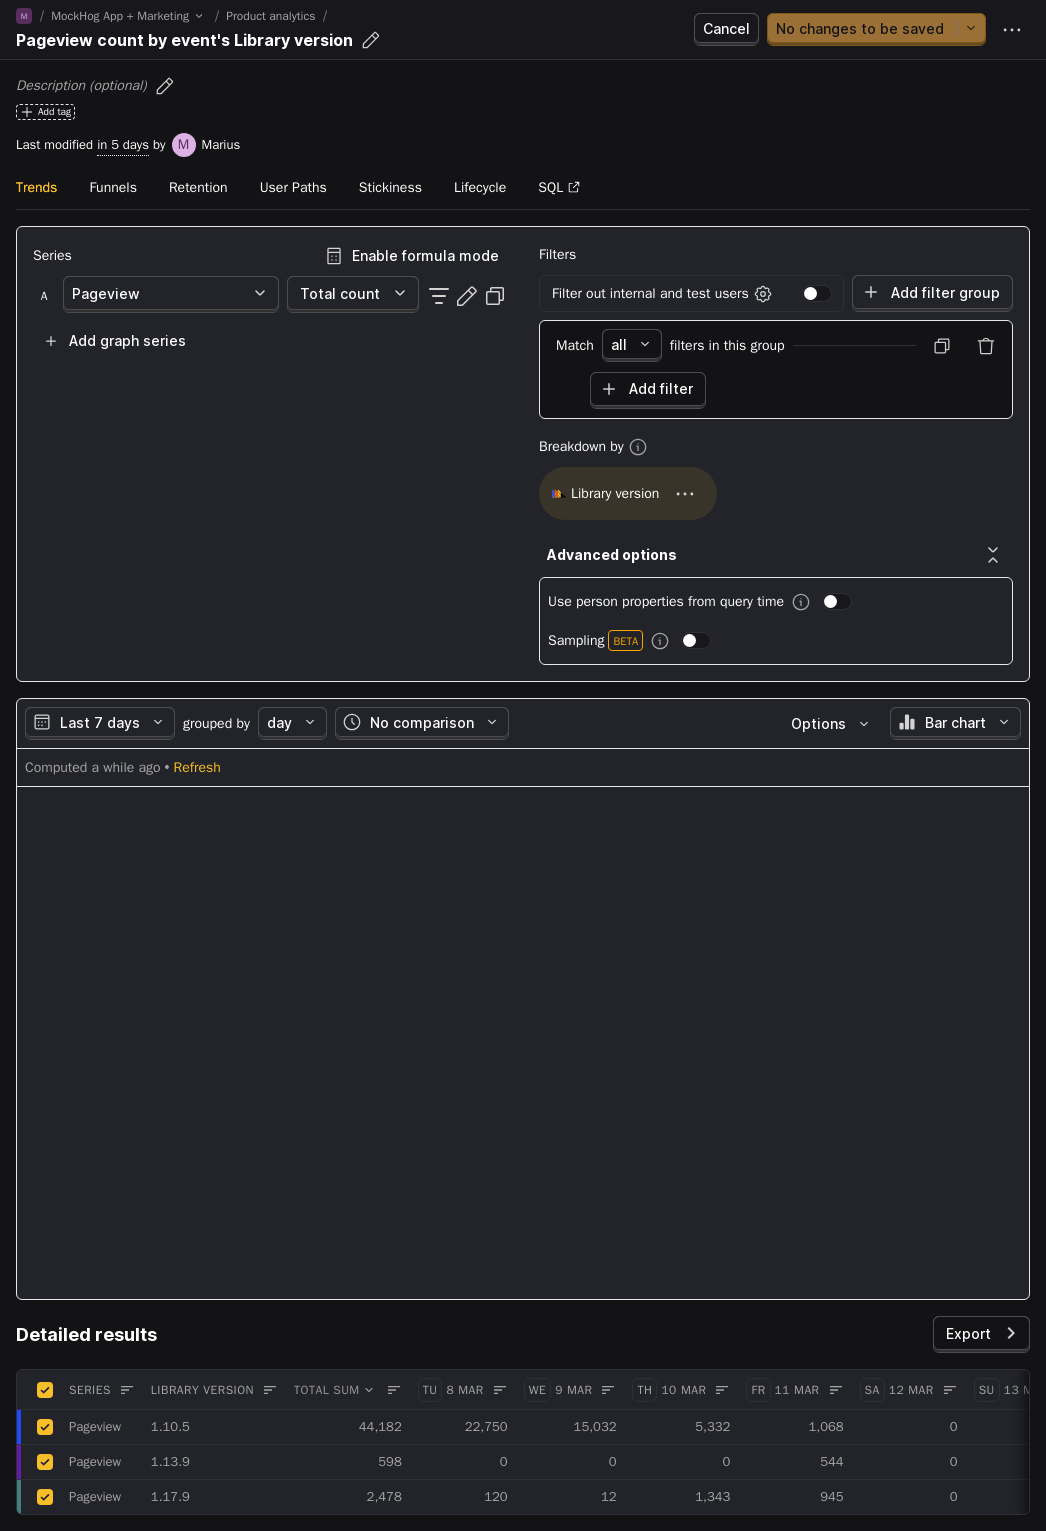 M / MockHog App + Marketing / Product analytics /
Pageview count by event's Library version
Cancel
No changes to be saved
Description (optional)
Add tag
Last modified in 5 days by M Marius
Trends Funnels Retention User Paths Stickiness Lifecycle SQL
Series
Enable formula mode
A Pageview Total count
Add graph series
Filters
Filter out internal and test users
Add filter group
Match all filters in this group
Add filter
Breakdown by
Library version
Advanced options
Use person properties from query time
Sampling BETA
Last 7 days grouped by day No comparison Options Bar chart
Computed a while ago • Refresh
Detailed results
Export
SERIES LIBRARY VERSION TOTAL SUM TU 8 MAR WE 9 MAR TH 10 MAR FR 11 MAR SA 12 MAR SU 13
Pageview 1.10.5 44,182 22,750 15,032 5,332 1,068 0
Pageview 1.13.9 598 0 0 0 544 0
Pageview 1.17.9 2,478 120 12 1,343 945 0